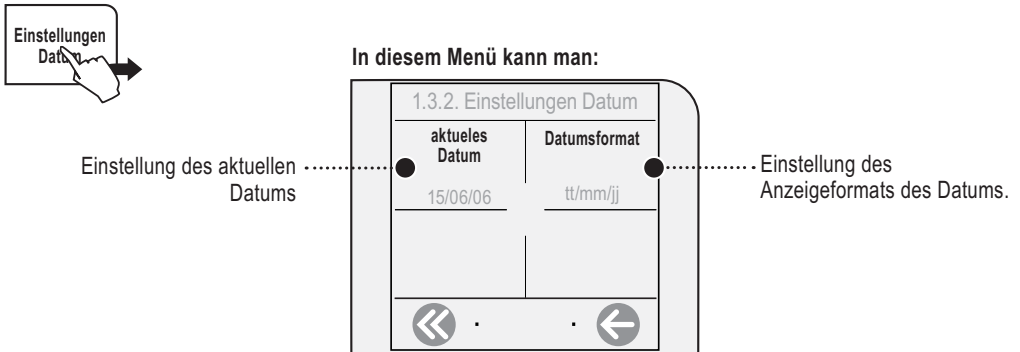 Einstellungen
Datum
In diesem Menü kann man:
1.3.2. Einstellungen Datum
aktueles
Datum
Datumsformat
15/06/06
tt/mm/jj
Einstellung des aktuellen
Datums
Einstellung des
Anzeigeformats des Datums.